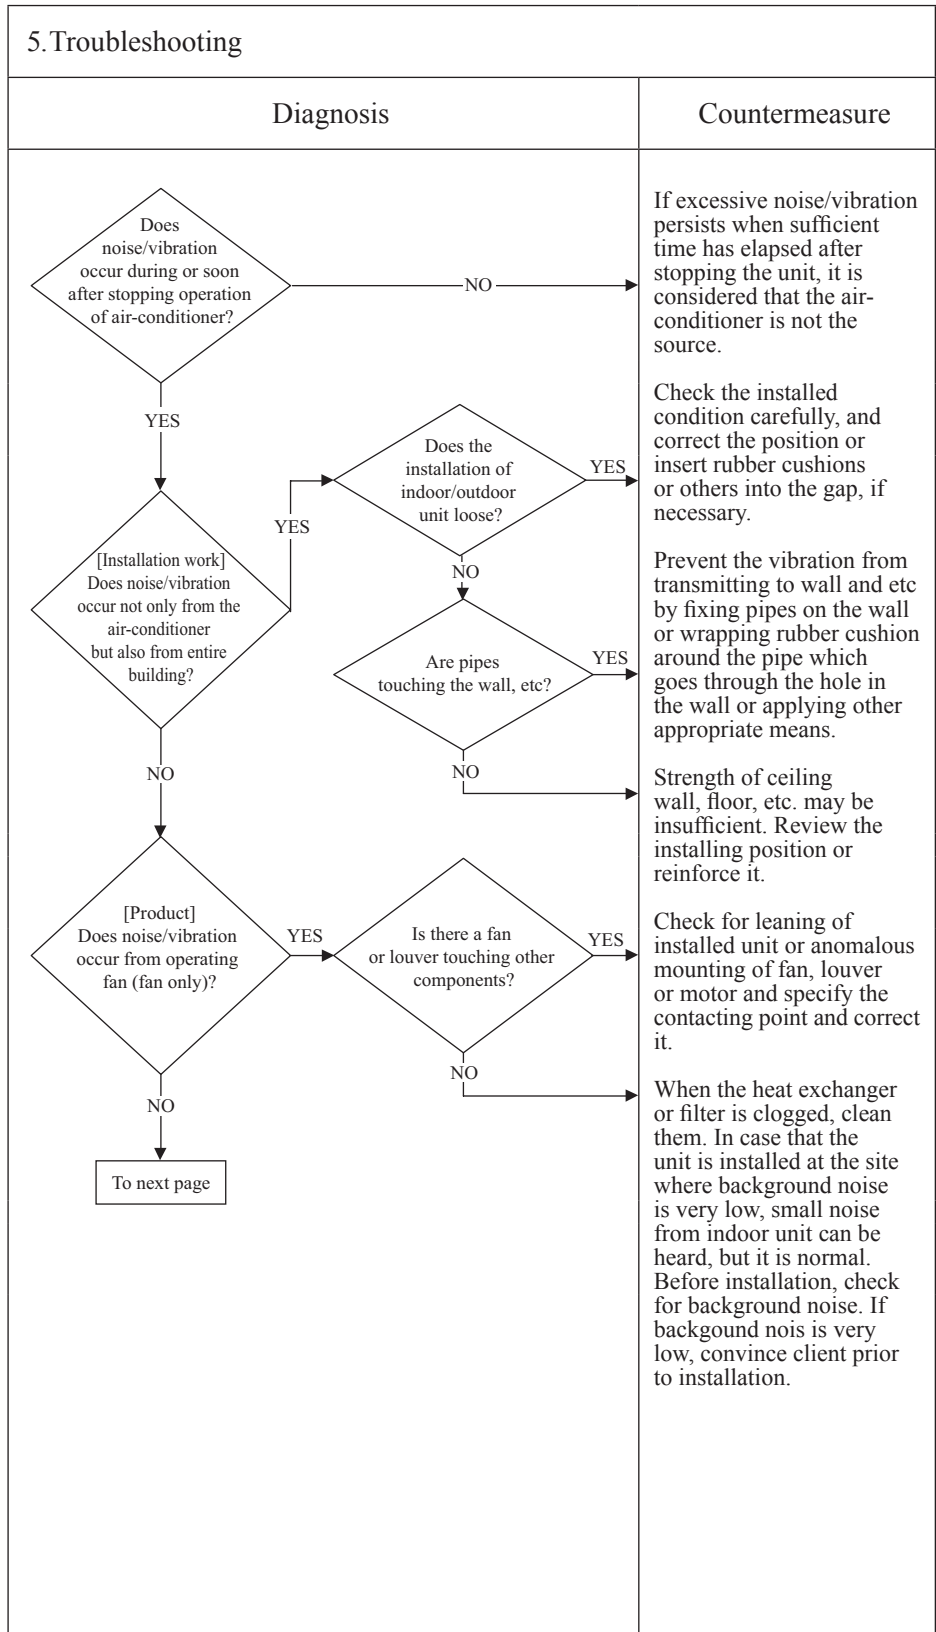 5.Troubleshooting
Diagnosis
Countermeasure
Does
noise/vibration
occur during or soon
after stopping operation
of air-conditioner?
NO
If excessive noise/vibration
persists when sufficient
time has elapsed after
stopping the unit, it is
considered that the air-
conditioner is not the
source.
YES
[Installation work]
Does noise/vibration
occur not only from the
air-conditioner
but also from entire
building?
YES
Does the
installation of
indoor/outdoor
unit loose?
YES
Check the installed
condition carefully, and
correct the position or
insert rubber cushions
or others into the gap, if
necessary.
NO
Are pipes
touching the wall, etc?
YES
Prevent the vibration from
transmitting to wall and etc
by fixing pipes on the wall
or wrapping rubber cushion
around the pipe which
goes through the hole in
the wall or applying other
appropriate means.
NO
Strength of ceiling
wall, floor, etc. may be
insufficient. Review the
installing position or
reinforce it.
NO
[Product]
Does noise/vibration
occur from operating
fan (fan only)?
YES
Is there a fan
or louver touching other
components?
YES
Check for leaning of
installed unit or anomalous
mounting of fan, louver
or motor and specify the
contacting point and correct
it.
NO
When the heat exchanger
or filter is clogged, clean
them. In case that the
unit is installed at the site
where background noise
is very low, small noise
from indoor unit can be
heard, but it is normal.
Before installation, check
for background noise. If
backgound nois is very
low, convince client prior
to installation.
NO
To next page